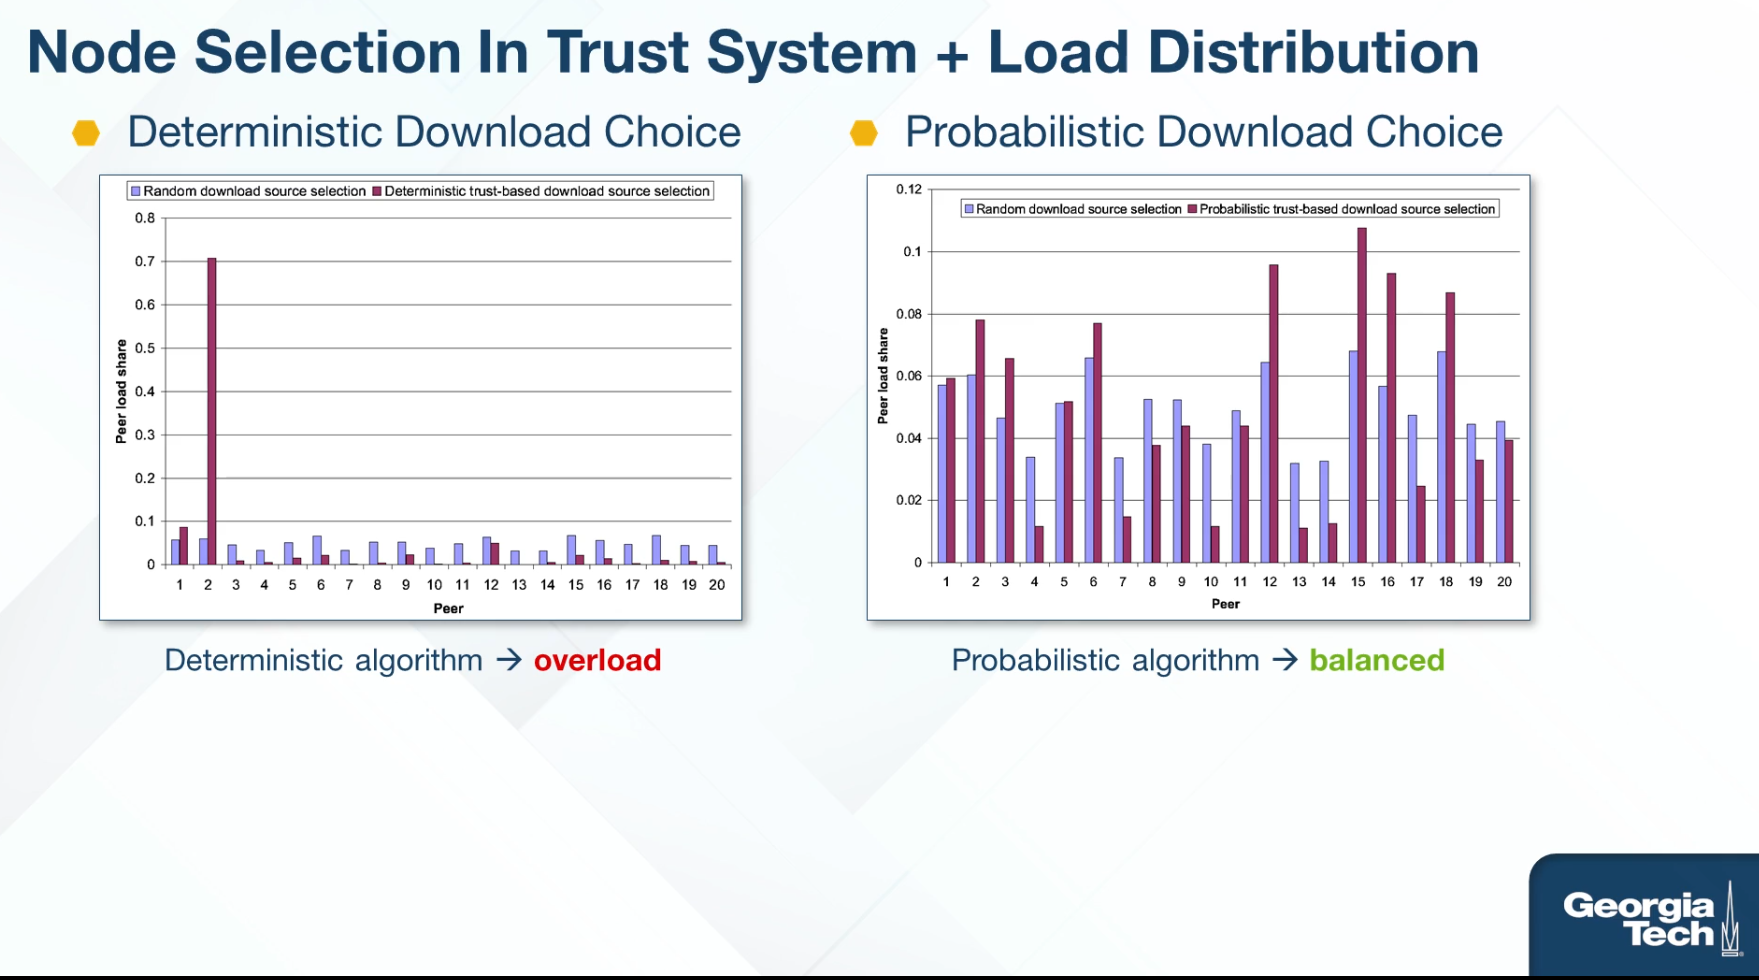 Node Selection In Trust System + Load Distribution
Deterministic Download Choice
Random download source selection Deterministic trust-based download source selection
0.8
0.7
0.6
0.5
0.4
0.3
0.2
0.1
0
Peer load share
1 2 3 4 5 6 7 8 9 10 11 12 13 14 15 16 17 18 19 20
Peer
Deterministic algorithm → overload
Probabilistic Download Choice
0.12
Random download source selection Probabilistic trust-based download source selection
0.1
0.08
0.06
0.04
0.02
0
Peer load share
1 2 3 4 5 6 7 8 9 10 11 12 13 14 15 16 17 18 19 20
Peer
Probabilistic algorithm → balanced
Georgia
Tech